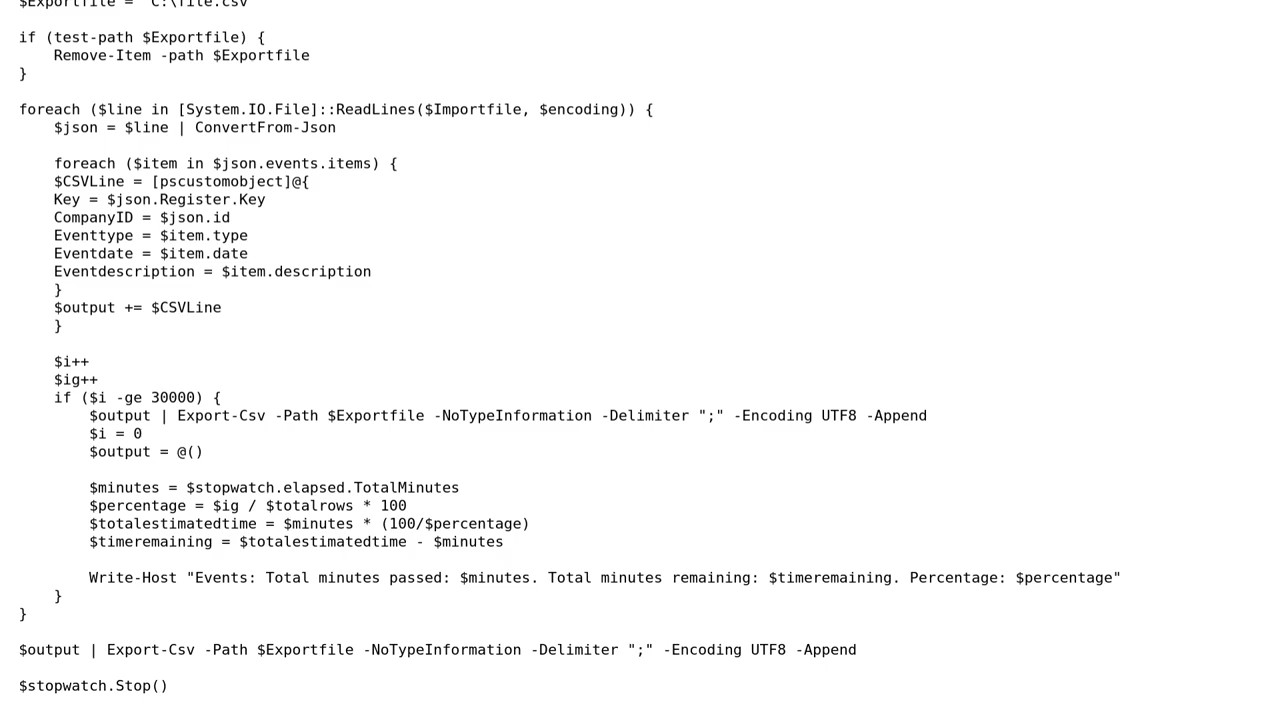 $Exportfile = "C:\file.csv"
if (test-path $Exportfile) {
Remove-Item -path $Exportfile
}
foreach ($line in [System.IO.File]::ReadLines($Importfile, $encoding)) {
$json = $line | ConvertFrom-Json
foreach ($item in $json.events.items) {
$CSVLine = [pscustomobject]@{
Key = $json.Register.Key
CompanyID = $json.id
Eventtype = $item.type
Eventdate = $item.date
Eventdescription = $item.description
}
$output += $CSVLine
}
$i++
$ig++
if ($i -ge 30000) {
$output | Export-Csv -Path $Exportfile -NoTypeInformation -Delimiter ";" -Encoding UTF8 -Append
$i = 0
$output = @()
$minutes = $stopwatch.elapsed.TotalMinutes
$percentage = $ig / $totalrows * 100
$totalestimatedtime = $minutes * (100/$percentage)
$timeremaining = $totalestimatedtime - $minutes
Write-Host "Events: Total minutes passed: $minutes. Total minutes remaining: $timeremaining. Percentage: $percentage"
}
}
$output | Export-Csv -Path $Exportfile -NoTypeInformation -Delimiter ";" -Encoding UTF8 -Append
$stopwatch.Stop()